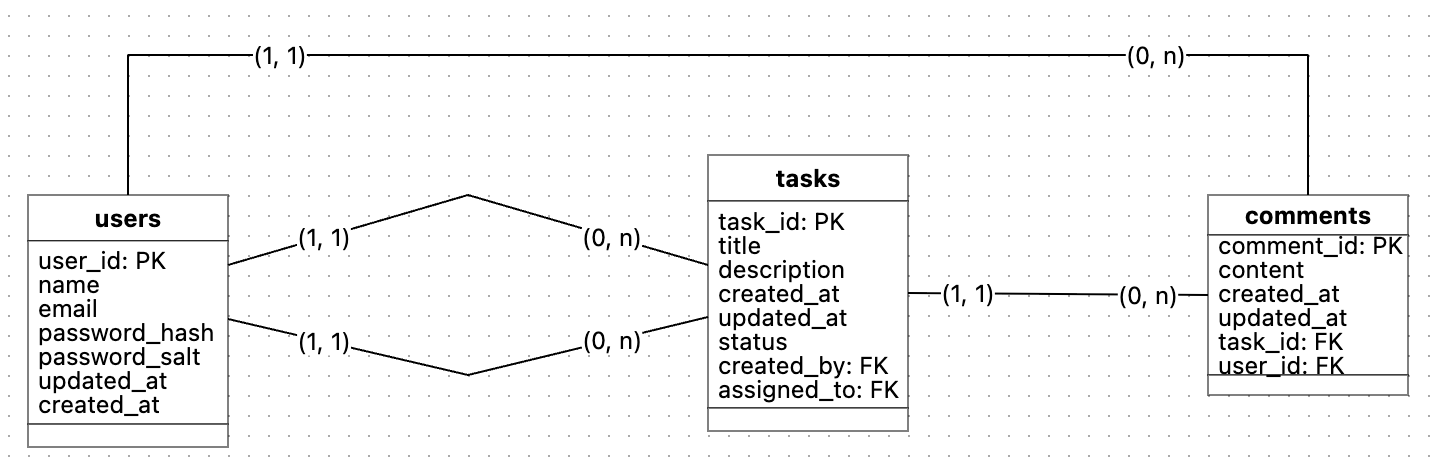 (1, 1)
(0, n)
users
user_id: PK
name
email
password_hash
password_salt
updated_at
created_at
(1, 1)
(0, n)
(1, 1)
(0, n)
tasks
task_id: PK
title
description
created_at
updated_at
status
created_by: FK
assigned_to: FK
(1, 1)
(0, n)
comments
comment_id: PK
content
created_at
updated_at
task_id: FK
user_id: FK